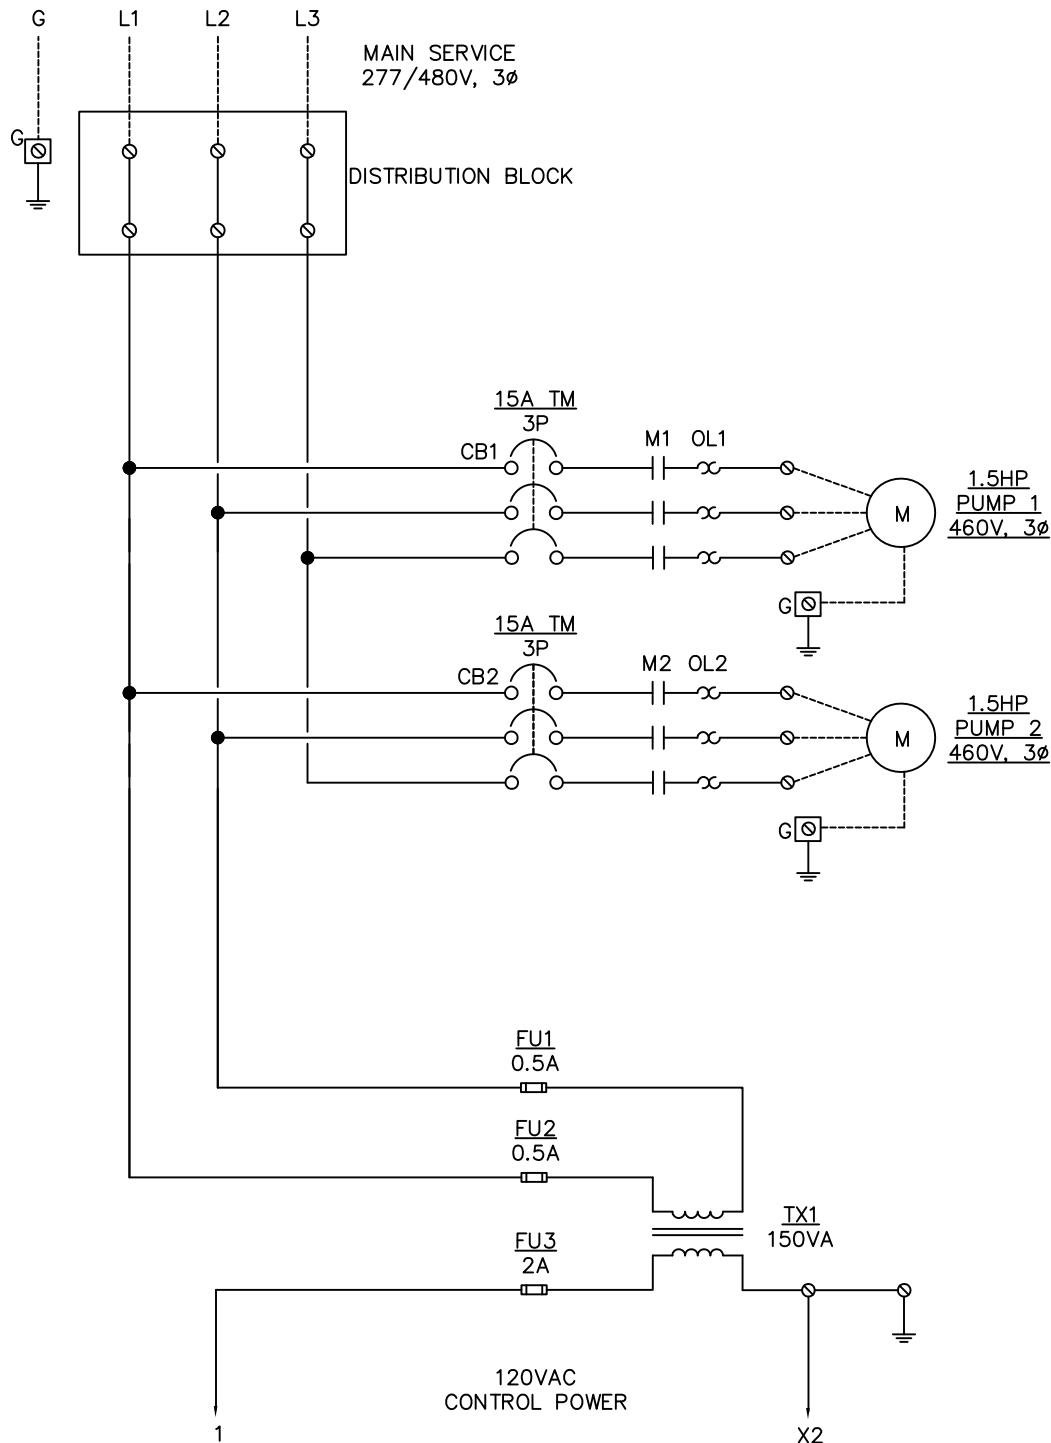 G L1 L2 L3
MAIN SERVICE
277/480V, 3ø
G
DISTRIBUTION BLOCK
15A TM
3P
CB1 M1 OL1
1.5HP
PUMP 1
460V, 3ø
M
G
15A TM
3P
CB2 M2 OL2
1.5HP
PUMP 2
460V, 3ø
M
G
FU1
0.5A
FU2
0.5A
TX1
150VA
FU3
2A
120VAC
CONTROL POWER
1 X2